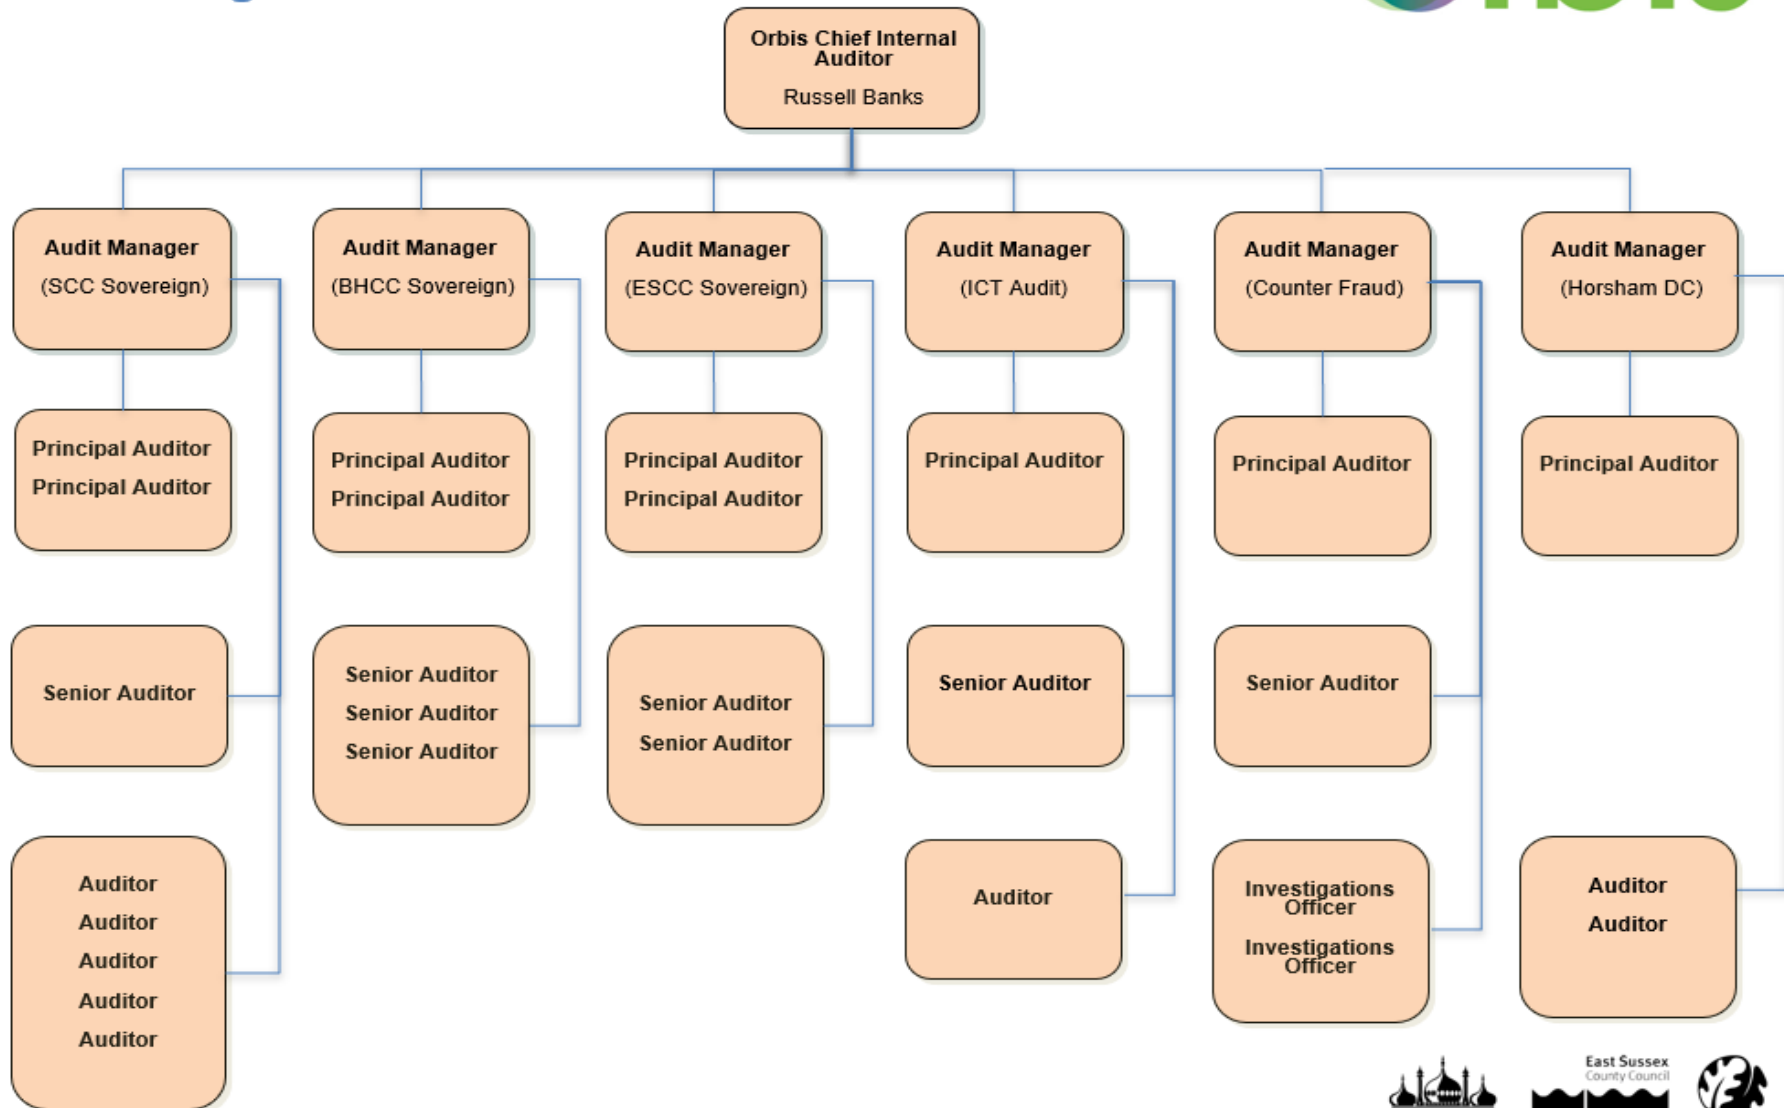 Orbis Chief Internal
Auditor
Russell Banks
Audit Manager
(SCC Sovereign)
Audit Manager
(BHCC Sovereign)
Audit Manager
(ESCC Sovereign)
Audit Manager
(ICT Audit)
Audit Manager
(Counter Fraud)
Audit Manager
(Horsham DC)
Principal Auditor
Principal Auditor
Principal Auditor
Principal Auditor
Principal Auditor
Principal Auditor
Principal Auditor
Principal Auditor
Principal Auditor
Senior Auditor
Senior Auditor
Senior Auditor
Senior Auditor
Senior Auditor
Senior Auditor
Senior Auditor
Senior Auditor
Auditor
Auditor
Auditor
Auditor
Auditor
Auditor
Investigations
Officer
Investigations
Officer
Auditor
Auditor
East Sussex
County Council